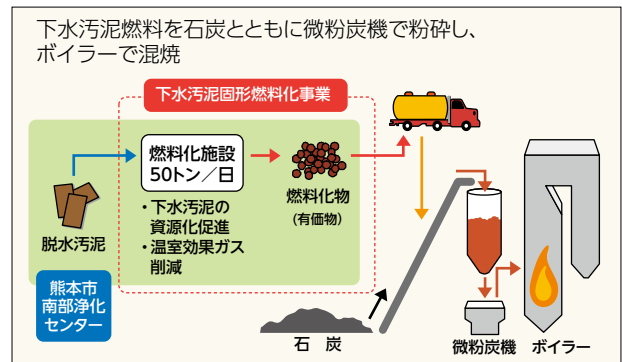 下水汚泥燃料を石炭とともに微粉炭機で粉砕し、
ボイラーで混焼
下水汚泥固形燃料化事業
燃料化施設
50トン／日
・下水汚泥の
資源化促進
・温室効果ガス
削減
脱水汚泥
燃料化物
(有価物)
熊本市
南部浄化
センター
石 炭
微粉炭機
ボイラー